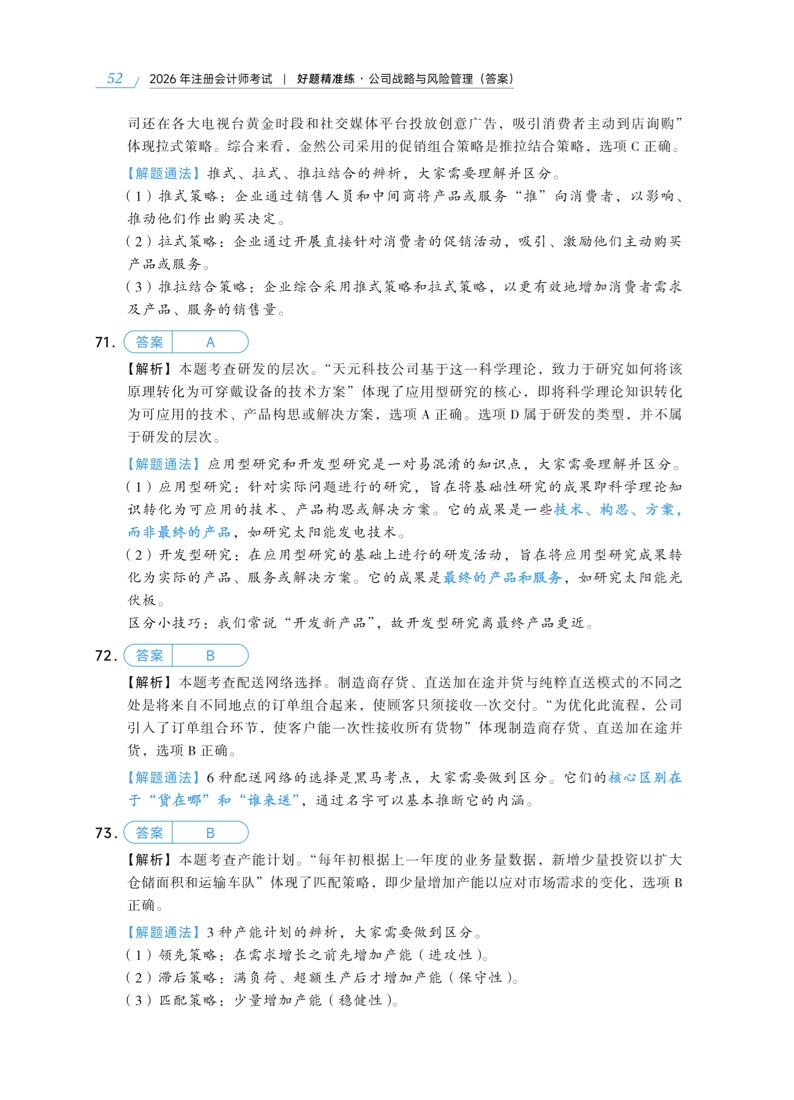 52 2026 年注册会计师考试 | 好题精准练·公司战略与风险管理（答案）
司还在各大电视台黄金时段和社交媒体平台投放创意广告，吸引消费者主动到店询购”
体现拉式策略。综合来看，金然公司采用的促销组合策略是推拉结合策略，选项 C 正确。
【解题通法】推式、拉式、推拉结合的辨析，大家需要理解并区分。
（1）推式策略：企业通过销售人员和中间商将产品或服务“推”向消费者，以影响、
推动他们作出购买决定。
（2）拉式策略：企业通过开展直接针对消费者的促销活动，吸引、激励他们主动购买
产品或服务。
（3）推拉结合策略：企业综合采用推式策略和拉式策略，以更有效地增加消费者需求
及产品、服务的销售量。
71. 答案 A
【解析】本题考查研发的层次。“天元科技公司基于这一科学理论，致力于研究如何将该
原理转化为可穿戴设备的技术方案”体现了应用型研究的核心，即将科学理论知识转化
为可应用的技术、产品构思或解决方案，选项 A 正确。选项 D 属于研发的类型，并不属
于研发的层次。
【解题通法】应用型研究和开发型研究是一对易混淆的知识点，大家需要理解并区分。
（1）应用型研究：针对实际问题进行的研究，旨在将基础性研究的成果即科学理论知
识转化为可应用的技术、产品构思或解决方案。它的成果是一些技术、构思、方案，
而非最终的产品，如研究太阳能发电技术。
（2）开发型研究：在应用型研究的基础上进行的研发活动，旨在将应用型研究成果转
化为实际的产品、服务或解决方案。它的成果是最终的产品和服务，如研究太阳能光
伏板。
区分小技巧：我们常说“开发新产品”，故开发型研究离最终产品更近。
72. 答案 B
【解析】本题考查配送网络选择。制造商存货、直送加在途并货与纯粹直送模式的不同之
处是将来自不同地点的订单组合起来，使顾客只须接收一次交付。“为优化此流程，公司
引入了订单组合环节，使客户能一次性接收所有货物”体现制造商存货、直送加在途并
货，选项 B 正确。
【解题通法】6 种配送网络的选择是黑马考点，大家需要做到区分。它们的核心区别在
于“货在哪”和“谁来送”，通过名字可以基本推断它的内涵。
73. 答案 B
【解析】本题考查产能计划。“每年初根据上一年度的业务量数据，新增少量投资以扩大
仓储面积和运输车队”体现了匹配策略，即少量增加产能以应对市场需求的变化，选项 B
正确。
【解题通法】3 种产能计划的辨析，大家需要做到区分。
（1）领先策略：在需求增长之前先增加产能（进攻性）。
（2）滞后策略：满负荷、超额生产后才增加产能（保守性）。
（3）匹配策略：少量增加产能（稳健性）。